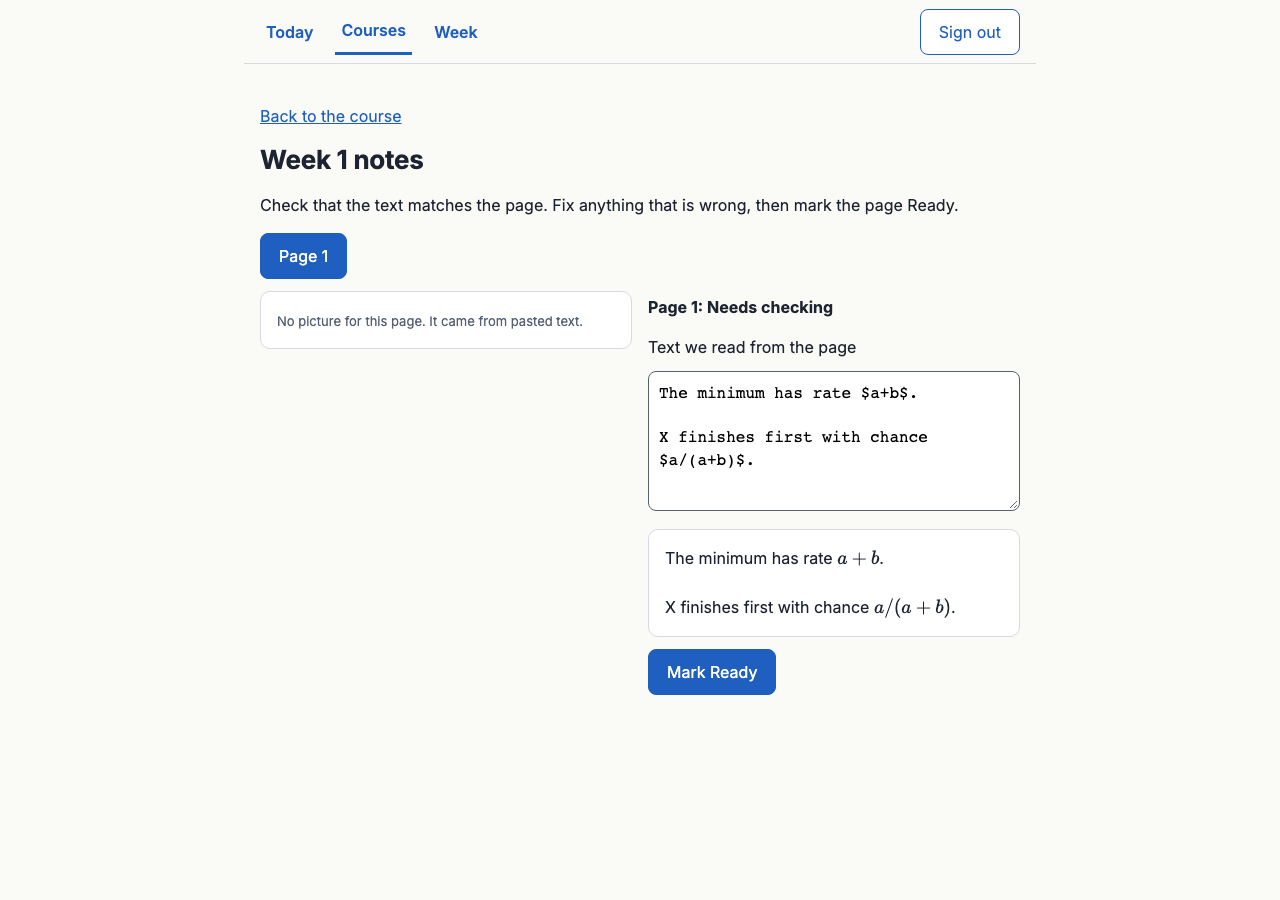 Today Courses Week Sign out
Back to the course
Week 1 notes
Check that the text matches the page. Fix anything that is wrong, then mark the page Ready.
Page 1
No picture for this page. It came from pasted text.
Page 1: Needs checking
Text we read from the page
The minimum has rate $a+b$.
X finishes first with chance
$a/(a+b)$.
The minimum has rate a + b.
X finishes first with chance a/(a + b).
Mark Ready